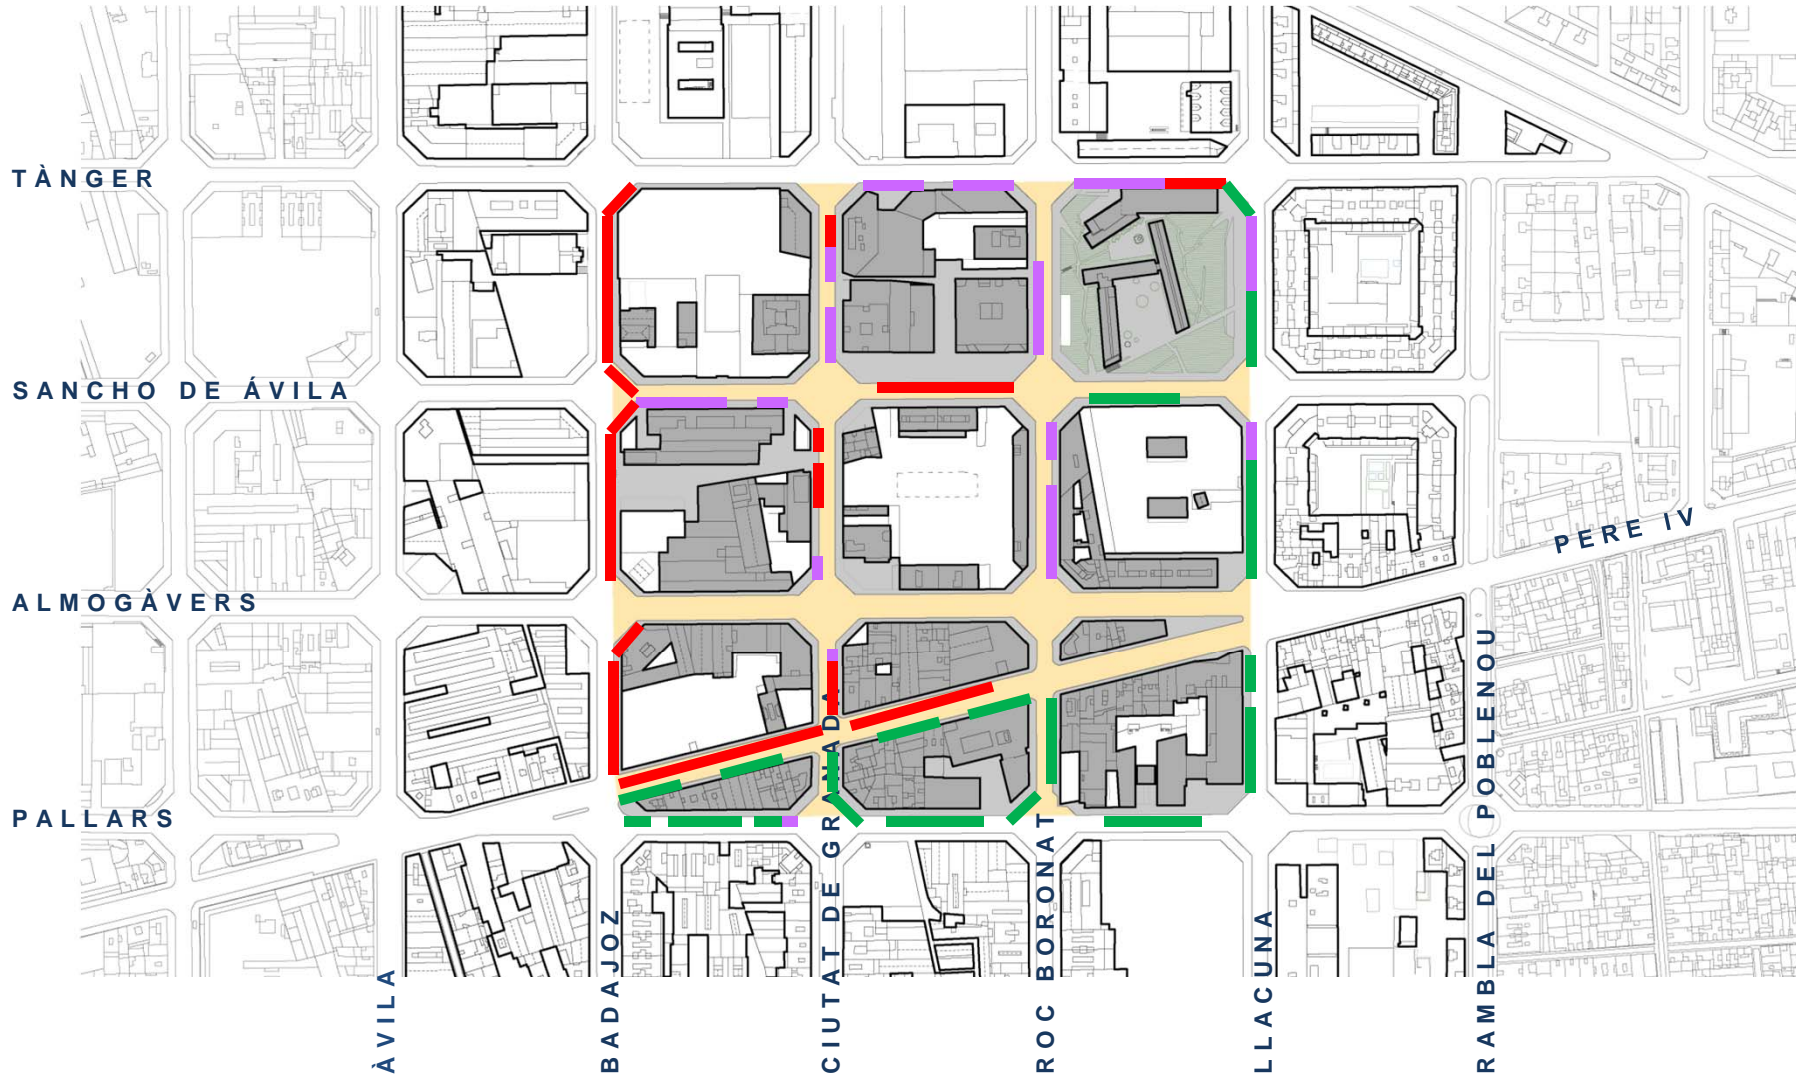 TÀNGER
SANCHO DE ÁVILA
PERE IV
ALMOGÀVERS
PALLARS
ÀVILA
BADAJOZ
CIUTAT DE GRANADA
ROC BORONAT
LLACUNA
RAMBLA DEL POBLENOU